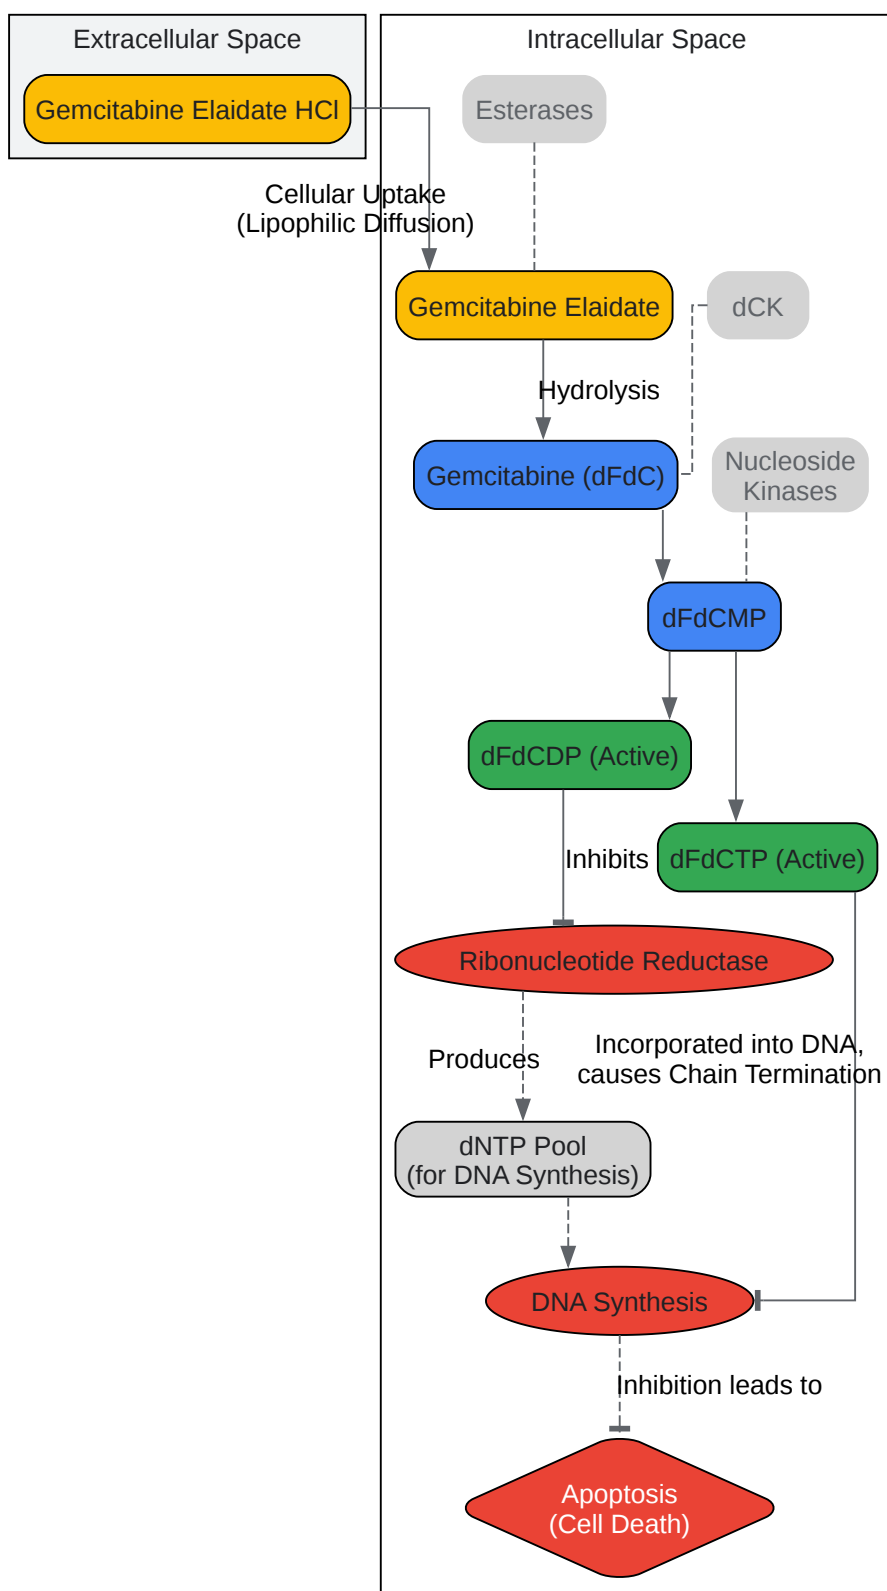 Extracellular Space
Intracellular Space
Gemcitabine Elaidate HCl
Esterases
Cellular Uptake
(Lipophilic Diffusion)
Gemcitabine Elaidate
dCK
Hydrolysis
Gemcitabine (dFdC)
Nucleoside
Kinases
dFdCMP
dFdCDP (Active)
Inhibits
dFdCTP (Active)
Ribonucleotide Reductase
Produces
Incorporated into DNA,
causes Chain Termination
dNTP Pool
(for DNA Synthesis)
DNA Synthesis
Inhibition leads to
Apoptosis
(Cell Death)